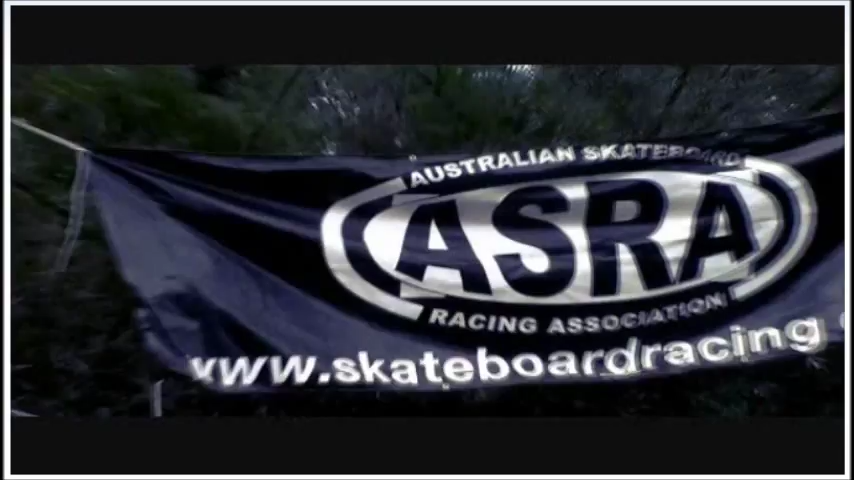 AUSTRALIAN SKATEBOARD
ASRA
RACING ASSOCIATION
www.skateboardracing